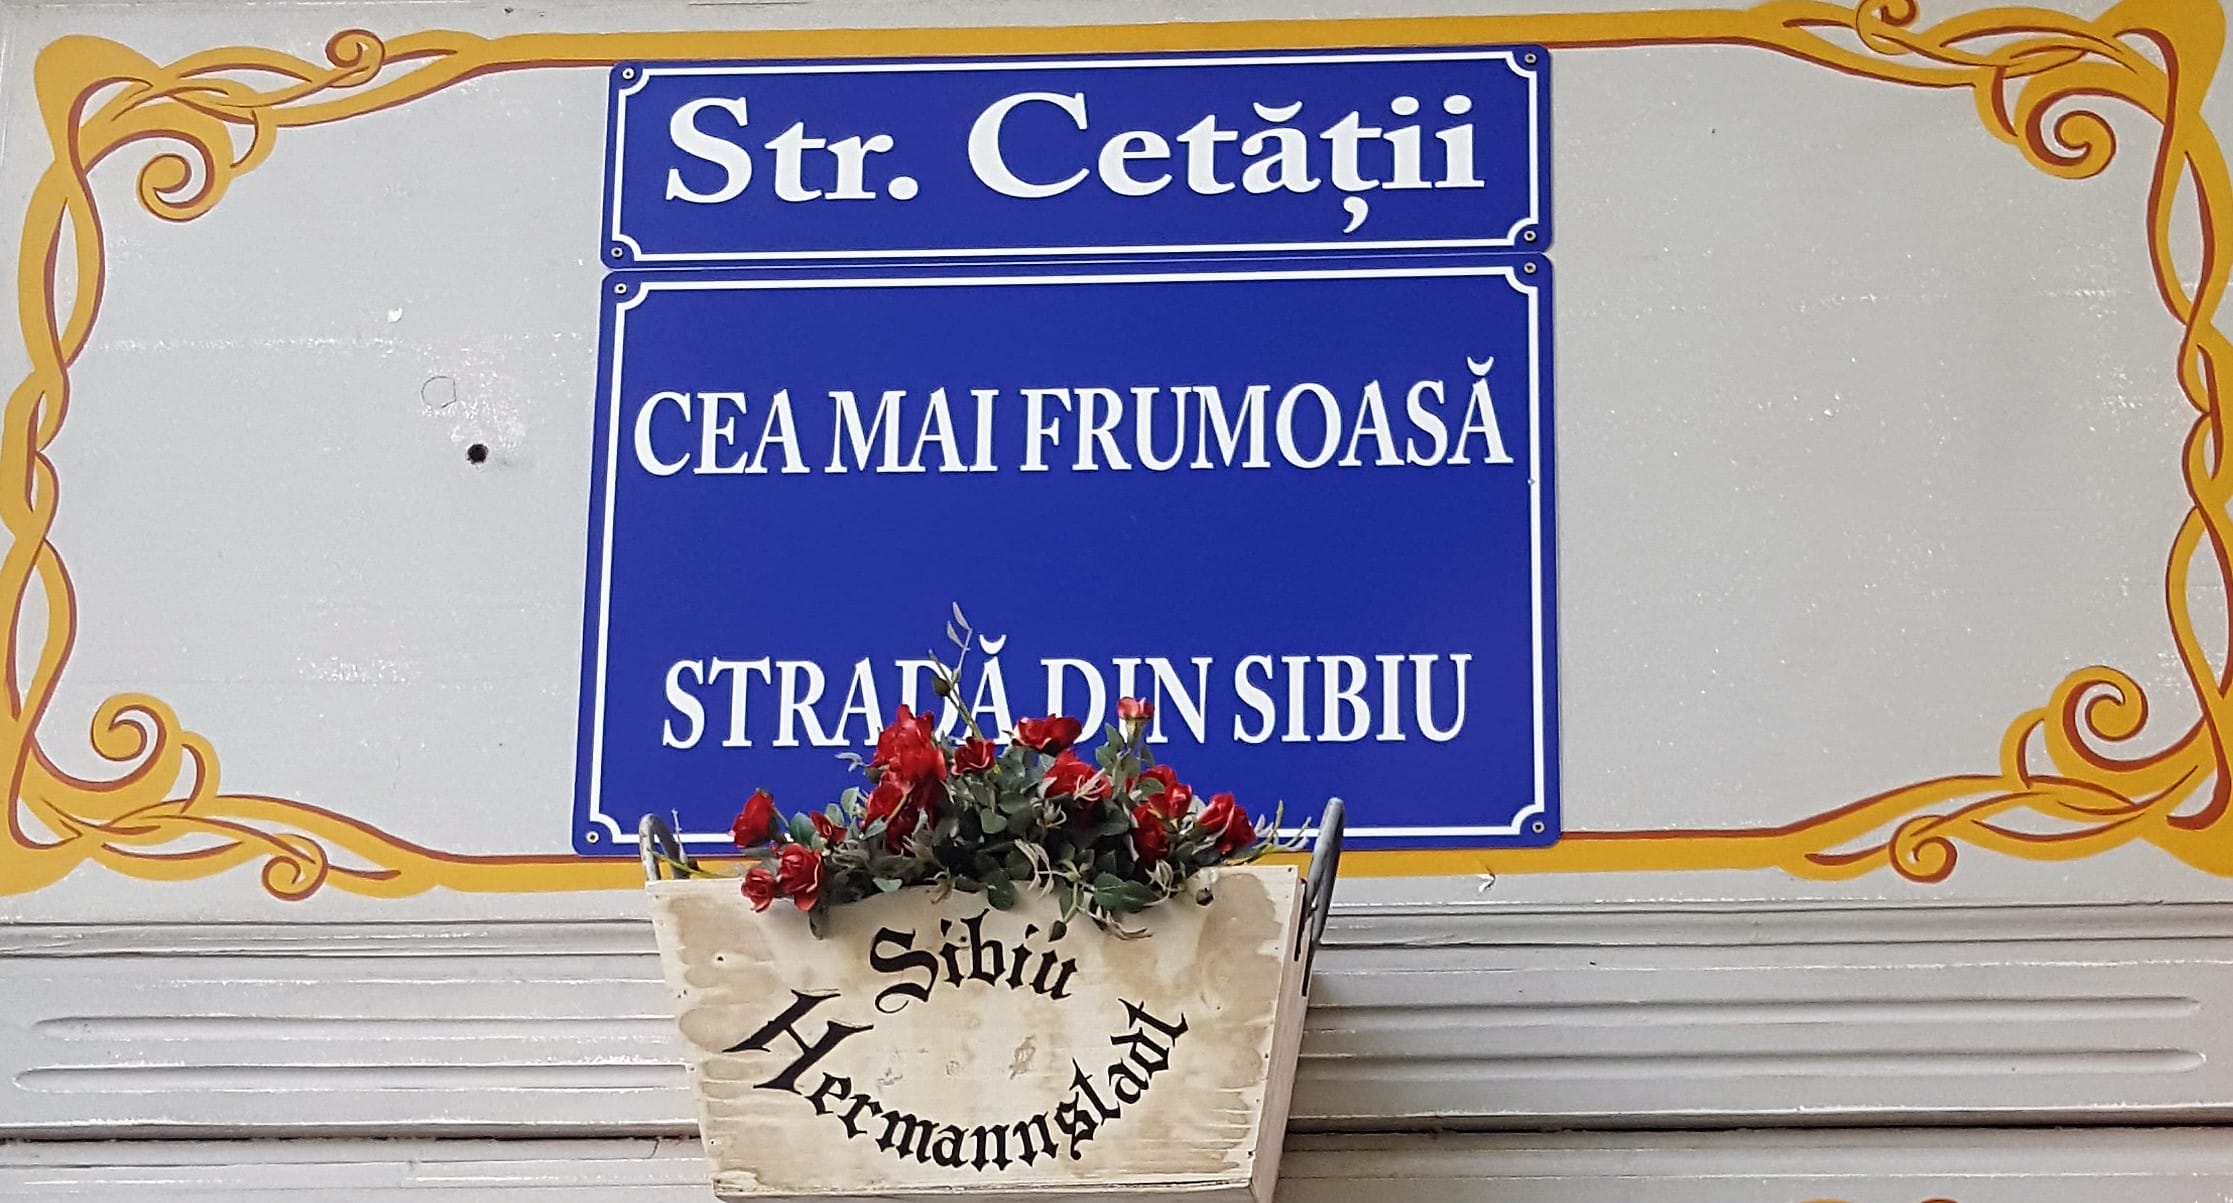 Str. Cetății
CEA MAI FRUMOASĂ
STRADĂ DIN SIBIU
Sibiu
Hermannstadt